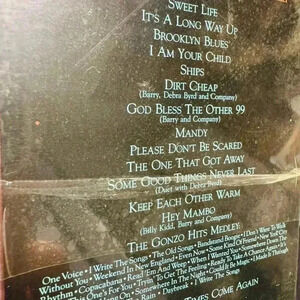 SWEET LIFE
IT'S A LONG WAY UP
BROOKLYN BLUES
I AM YOUR CHILD
SHIPS
DIRT CHEAP
(Barry, Debra Byrd and Company)
GOD BLESS THE OTHER 99
(Barry and Company)
MANDY
PLEASE DON'T BE SCARED
THE ONE THAT GOT AWAY
SOME GOOD THINGS NEVER LAST
(Duet with Debra Byrd)
KEEP EACH OTHER WARM
HEY MAMBO
(Billy Kidd, Barry and Company)
THE GONZO HITS MEDLEY:
One Voice • I Write The Songs • The Old Songs • Bandstand Boogie • I Don't Want To Walk
Without You • Weekend In New England • Even Now • Some Kind Of Friend • New York City
Rhythm • Copacabana • Read 'Em And Weep • When I Wanted You • Somewhere Down The
This One's For You • Tryin' To Get The Feeling • Ready To Take A Chance Again
On • Somewhere In The Night • Could It Be Magic • I Made It Through
Rain • Daybreak • I Write The Songs
TIMES COME AGAIN